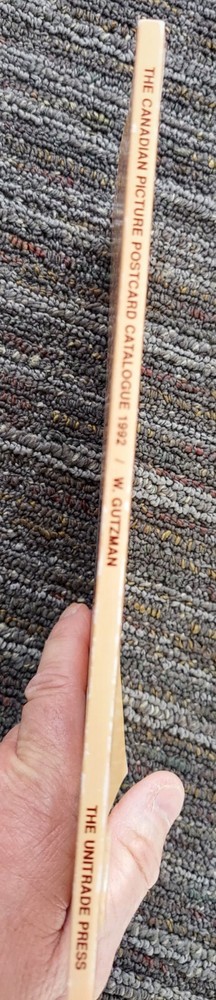 THE CANADIAN PICTURE POSTCARD CATALOGUE 1992 / W. GUTZMAN
THE UNITRADE PRESS